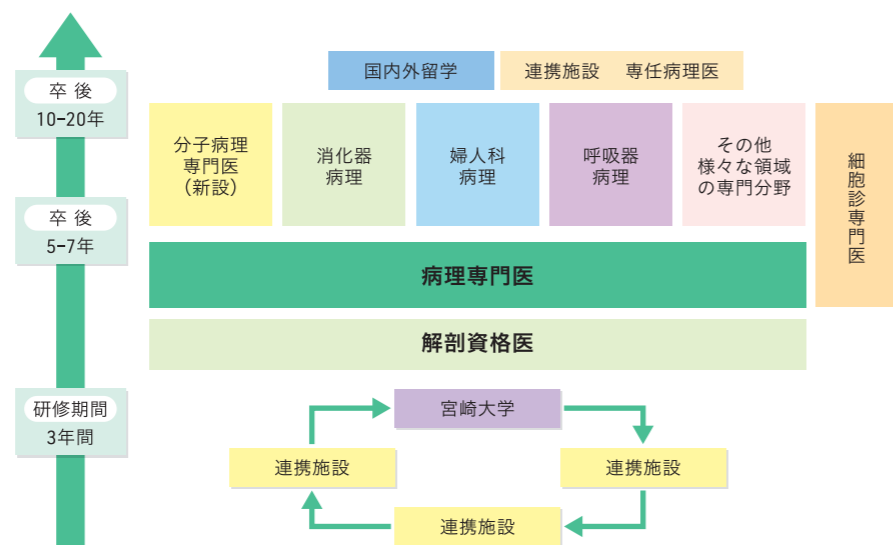 国内外留学
連携施設　専任病理医
卒 後
10−20年
分子病理
専門医
（新設）
消化器
病理
婦人科
病理
呼吸器
病理
その他
様々な領域
の専門分野
細胞診専門医
卒 後
5−7年
病理専門医
解剖資格医
研修期間
3年間
宮崎大学
連携施設
連携施設
連携施設